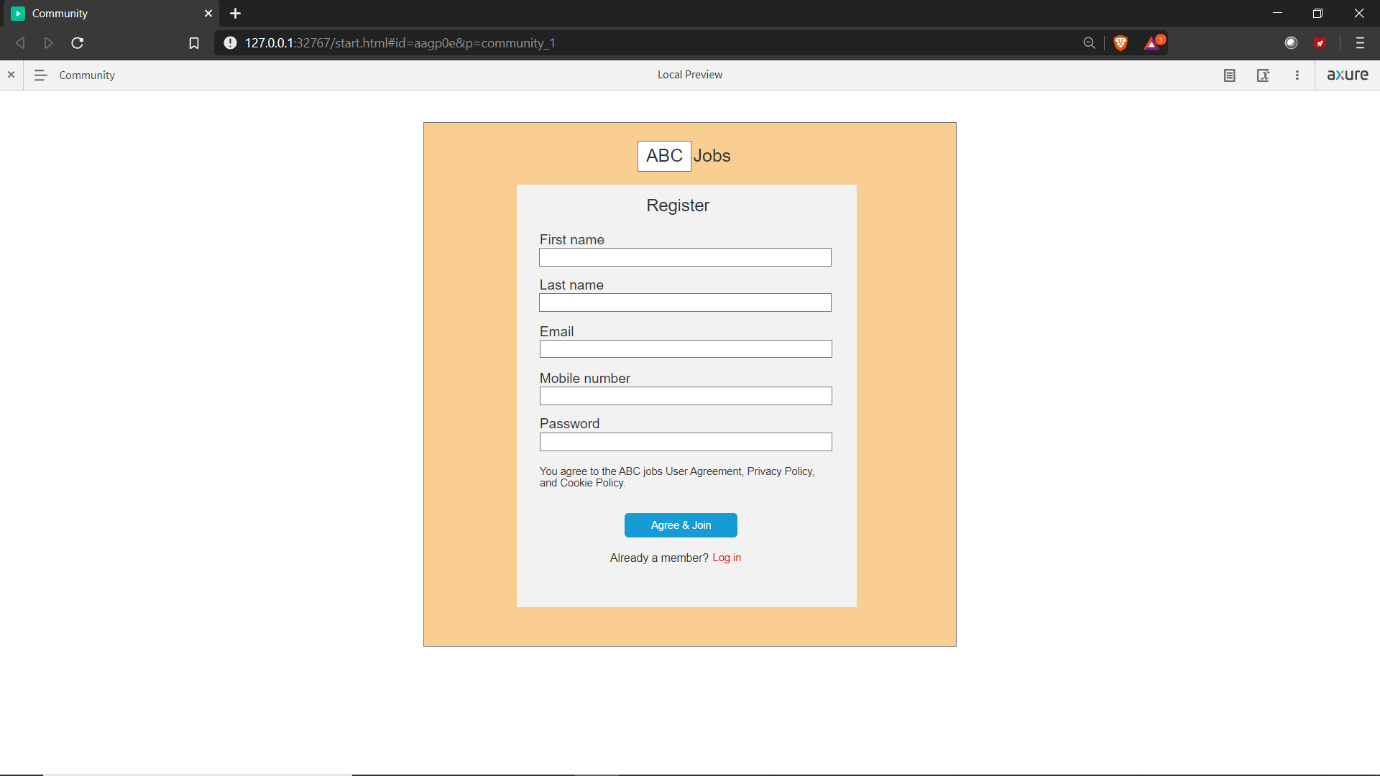 Community
127.0.0.1:32767/start.html#id=aagp0e&p=community_1
3
Community
Local Preview
axure
ABC Jobs
Register
First name
Last name
Email
Mobile number
Password
You agree to the ABC jobs User Agreement, Privacy Policy,
and Cookie Policy.
Agree & Join
Already a member? Log in